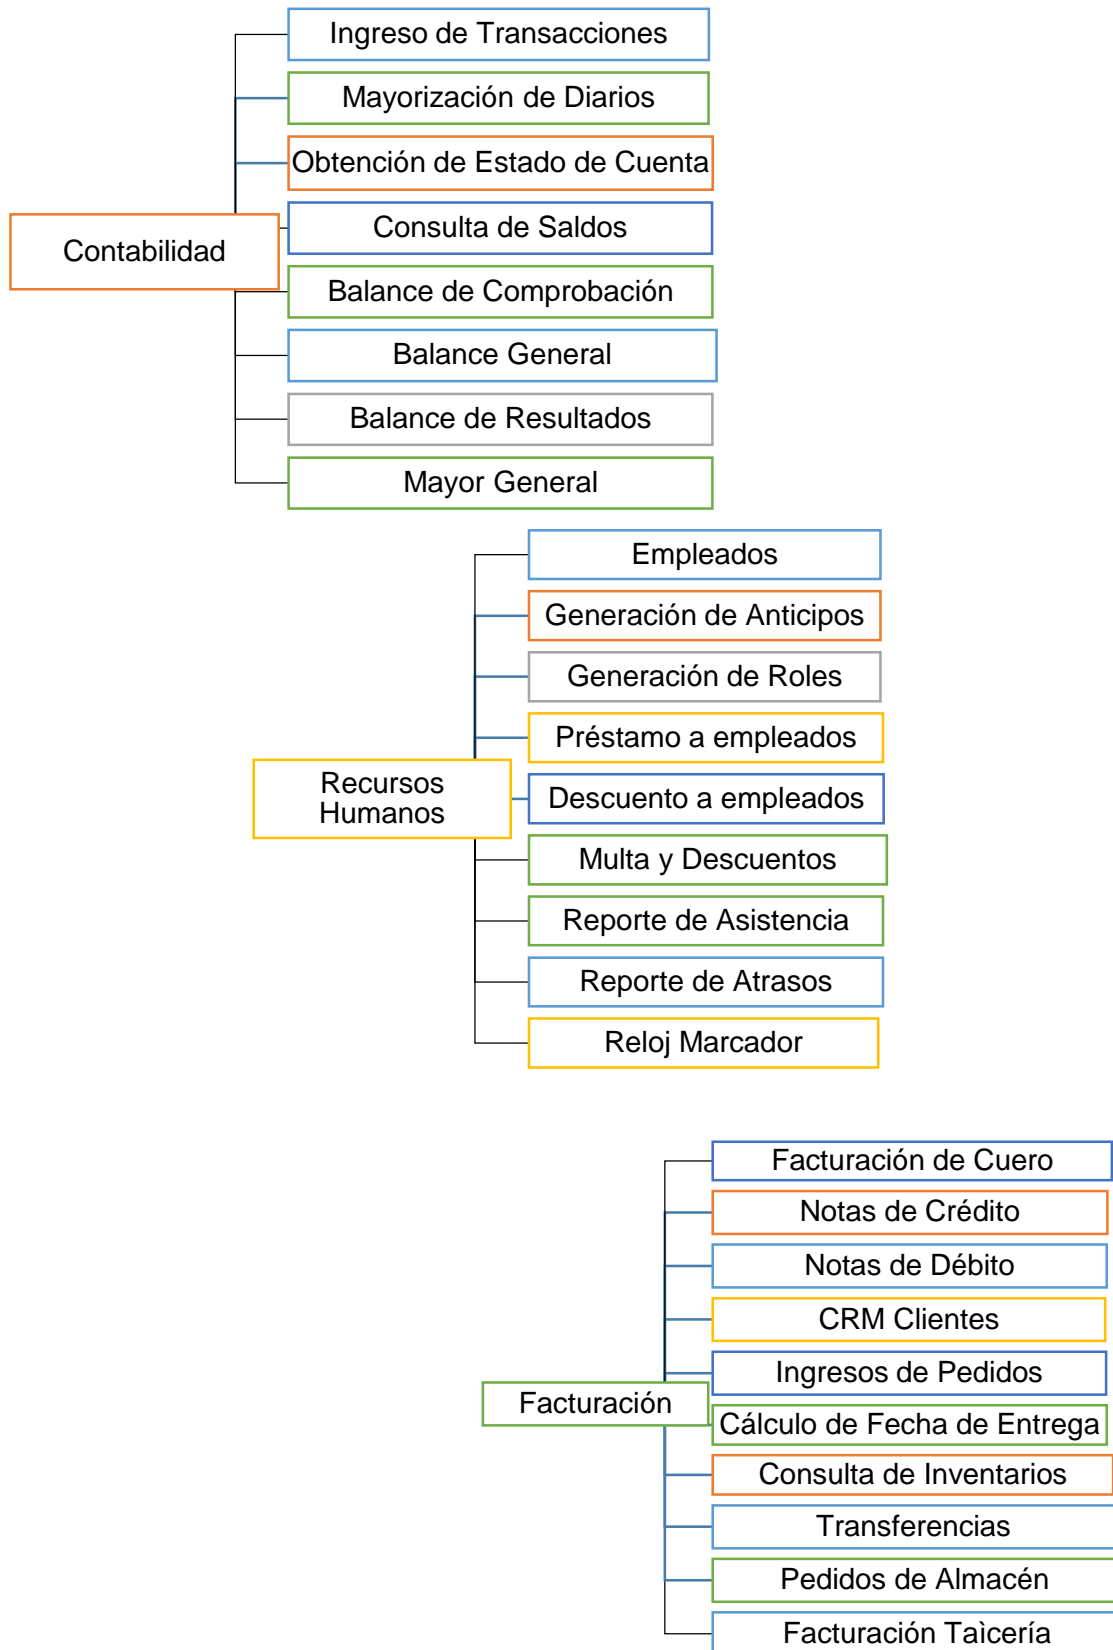 Ingreso de Transacciones
Mayorización de Diarios
Obtención de Estado de Cuenta
Contabilidad
Consulta de Saldos
Balance de Comprobación
Balance General
Balance de Resultados
Mayor General
Empleados
Generación de Anticipos
Generación de Roles
Préstamo a empleados
Recursos
Humanos
Descuento a empleados
Multa y Descuentos
Reporte de Asistencia
Reporte de Atrasos
Reloj Marcador
Facturación de Cuero
Notas de Crédito
Notas de Débito
CRM Clientes
Ingresos de Pedidos
Facturación
Cálculo de Fecha de Entrega
Consulta de Inventarios
Transferencias
Pedidos de Almacén
Facturación Taìcería